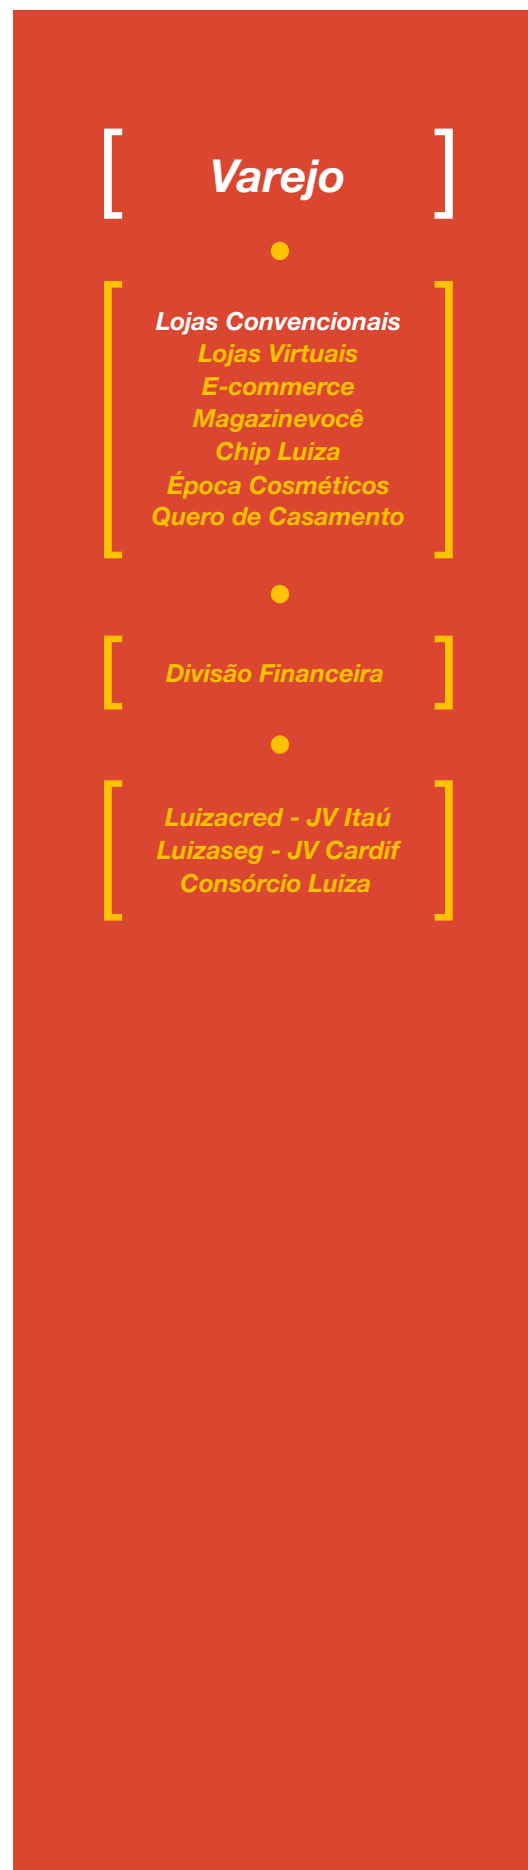 Varejo
Lojas Convencionais
Lojas Virtuais
E-commerce
Magazinevocê
Chip Luiza
Época Cosméticos
Quero de Casamento
Divisão Financeira
Luizacred - JV Itaú
Luizaseg - JV Cardif
Consórcio Luiza